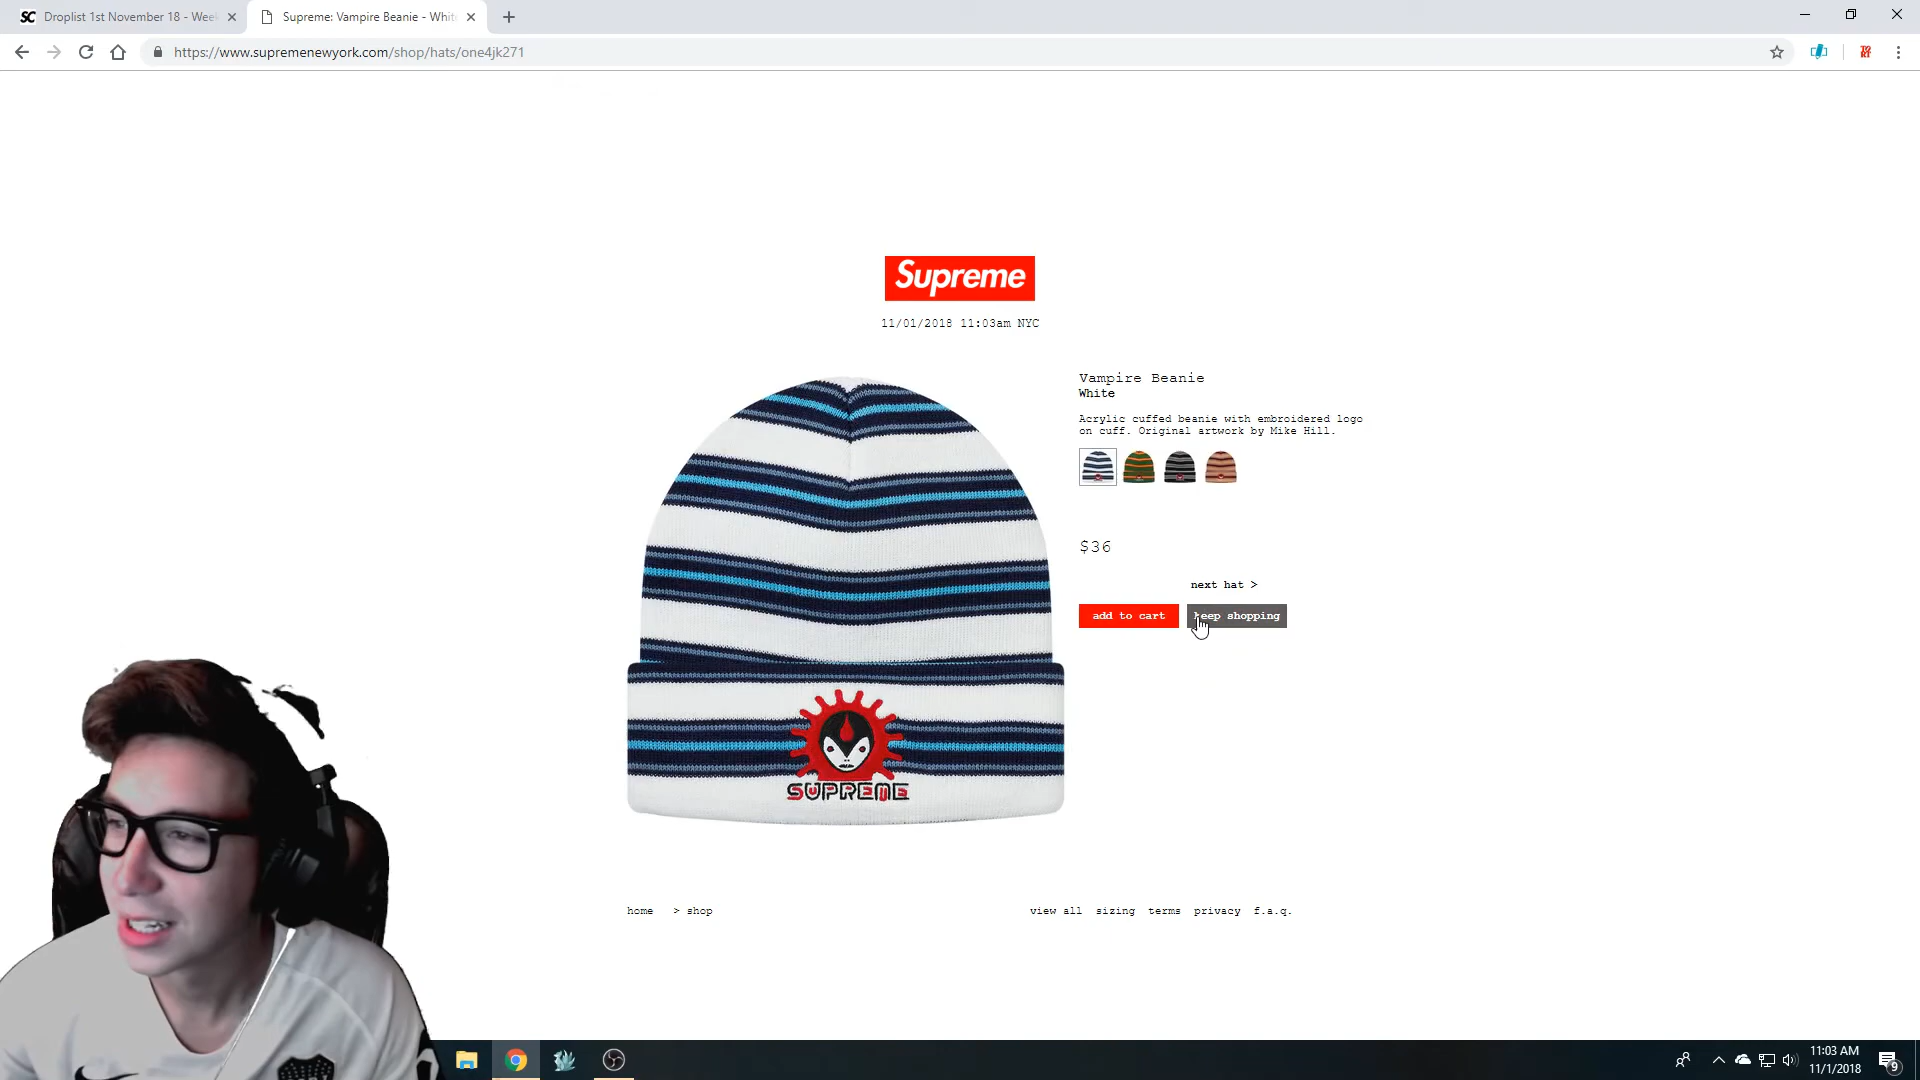 SC Droplist 1st November 18 - Week
Supreme: Vampire Beanie - White
https://www.supremenewyork.com/shop/hats/one4jk271
Supreme
11/01/2018 11:03am NYC
Vampire Beanie
White
Acrylic cuffed beanie with embroidered logo
on cuff. Original artwork by Mike Hill.
$36
next hat >
add to cart
keep shopping
SUPREME
home > shop
view all sizing terms privacy f.a.q.
11:03 AM
11/1/2018
9